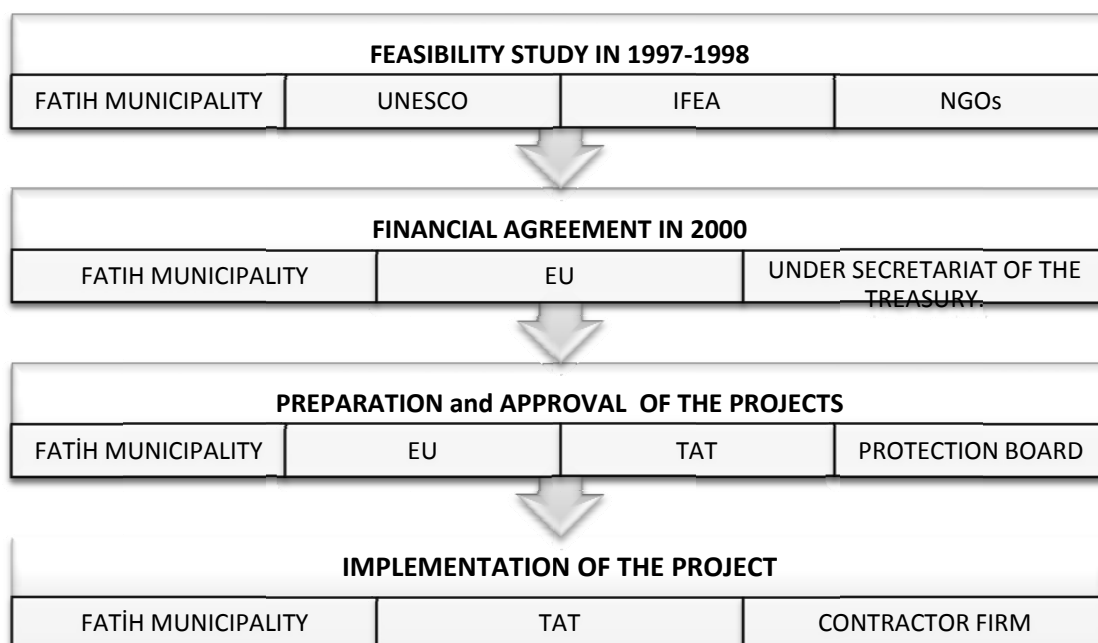 FEASIBILITY STUDY IN 1997-1998
FATIH MUNICIPALITY UNESCO IFEA NGOs
FINANCIAL AGREEMENT IN 2000
FATIH MUNICIPALITY EU UNDER SECRETARIAT OF THE
TREASURY.
PREPARATION and APPROVAL OF THE PROJECTS
FATİH MUNICIPALITY EU TAT PROTECTION BOARD
IMPLEMENTATION OF THE PROJECT
FATİH MUNICIPALITY TAT CONTRACTOR FIRM